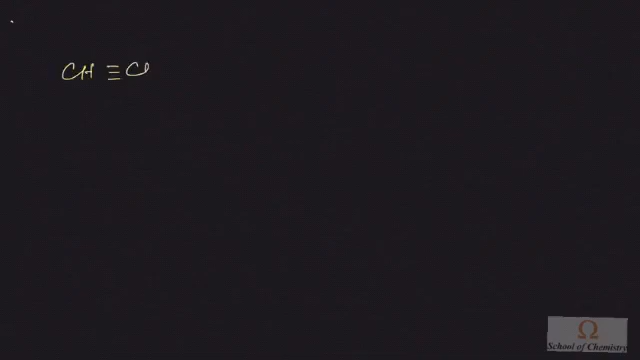 CH ≡ C
Ω
School of Chemistry